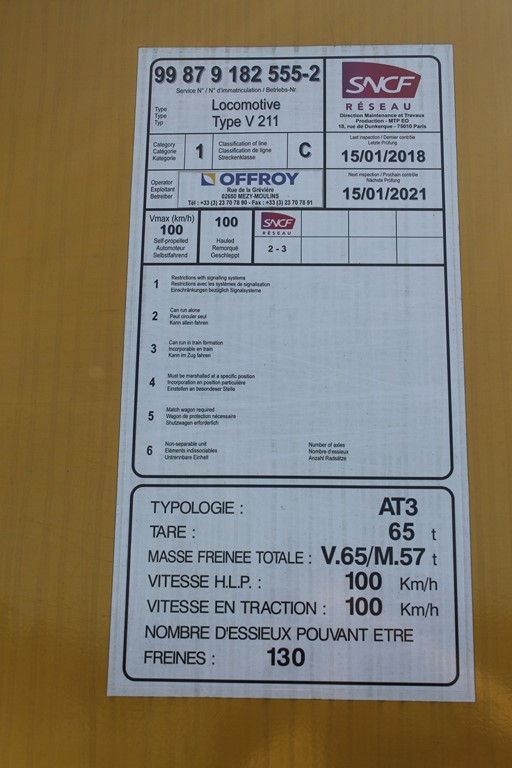 99 87 9 182 555-2
Service N° / N° d'immatriculation / Betriebs-Nr
Type
Type
Typ
Locomotive
Type V 211
SNCF
RÉSEAU
Direction Maintenance et Travaux
Production - MTP EO
18, rue de Dunkerque - 75010 Paris
Category
Catégorie
Kategorie
1
Classification of line
Classification de ligne
Streckenklasse
C
Last inspection / Dernier contrôle
Letzte Prüfung
15/01/2018
Operator
Exploitant
Betreiber
OFFROY
Rue de la Grévière
02650 MEZY-MOULINS
Tél : +33 (3) 23 70 78 90 - Fax : +33 (3) 23 70 78 91
Next inspection / Prochain contrôle
Nächste Prüfung
15/01/2021
Vmax (km/h)
100
Self-propelled
Automoteur
Selbstfahrend
100
Hauled
Remorqué
Geschleppt
SNCF
RÉSEAU
2 - 3
1
Restrictions with signalling systems
Restrictions avec les systèmes de signalisation
Einschränkungen bezüglich Signalsysteme
2
Can run alone
Peut circuler seul
Kann allein fahren
3
Can run in train formation
Incorporable en train
Kann im Zug fahren
4
Must be marshalled at a specific position
Incorporation en position particulière
Einstellen an besonderer Stelle
5
Match wagon required
Wagon de protection nécessaire
Shutzwagen erforderlich
6
Non-separable unit
Eléments indissociables
Untrennbare Einheit
Number of axles
Nombre d'essieux
Anzahl Radsätze
TYPOLOGIE : AT3
TARE : 65 t
MASSE FREINEE TOTALE : V.65/M.57 t
VITESSE H.L.P. : 100 Km/h
VITESSE EN TRACTION : 100 Km/h
NOMBRE D'ESSIEUX POUVANT ETRE
FREINES : 130